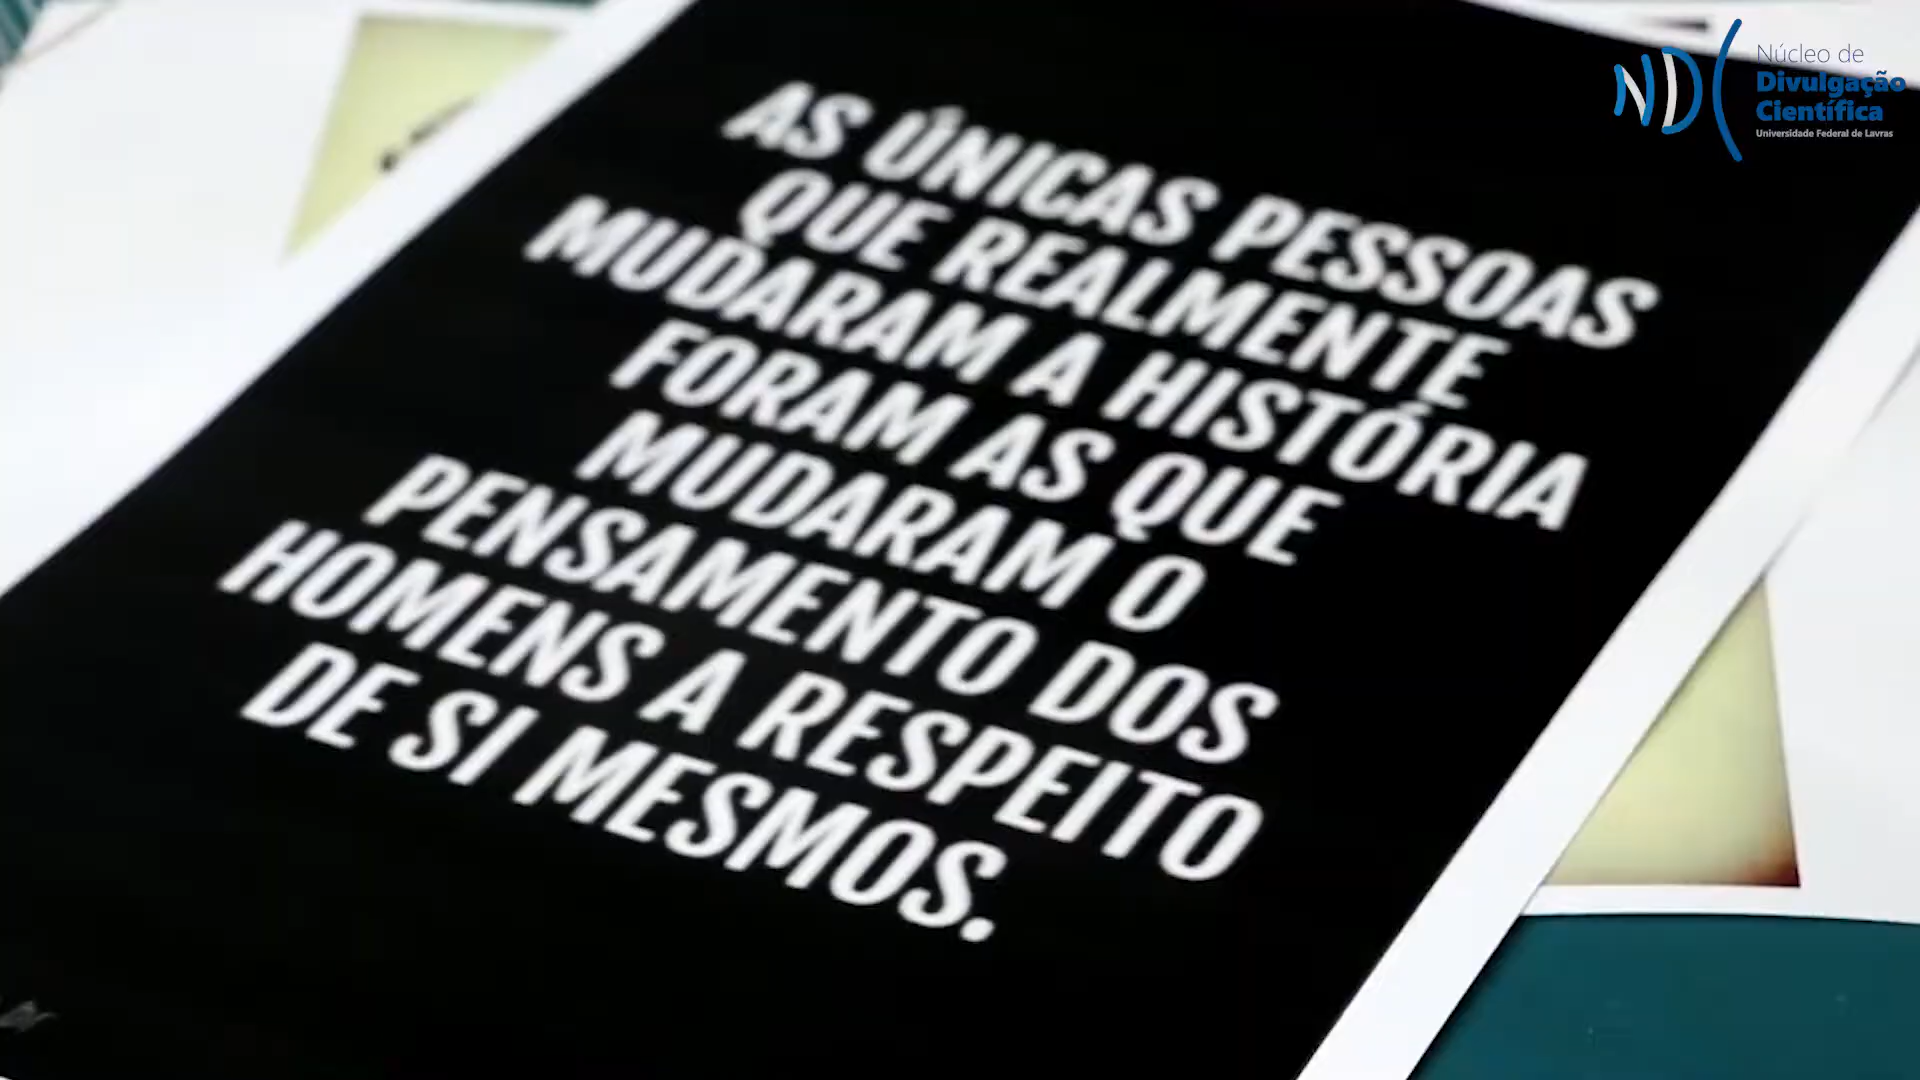 AS ÚNICAS PESSOAS
QUE REALMENTE
MUDARAM A HISTÓRIA
FORAM AS QUE
MUDARAM O
PENSAMENTO DOS
HOMENS A RESPEITO
DE SI MESMOS.
NDC
Núcleo de
Divulgação
Científica
Universidade Federal de Lavras